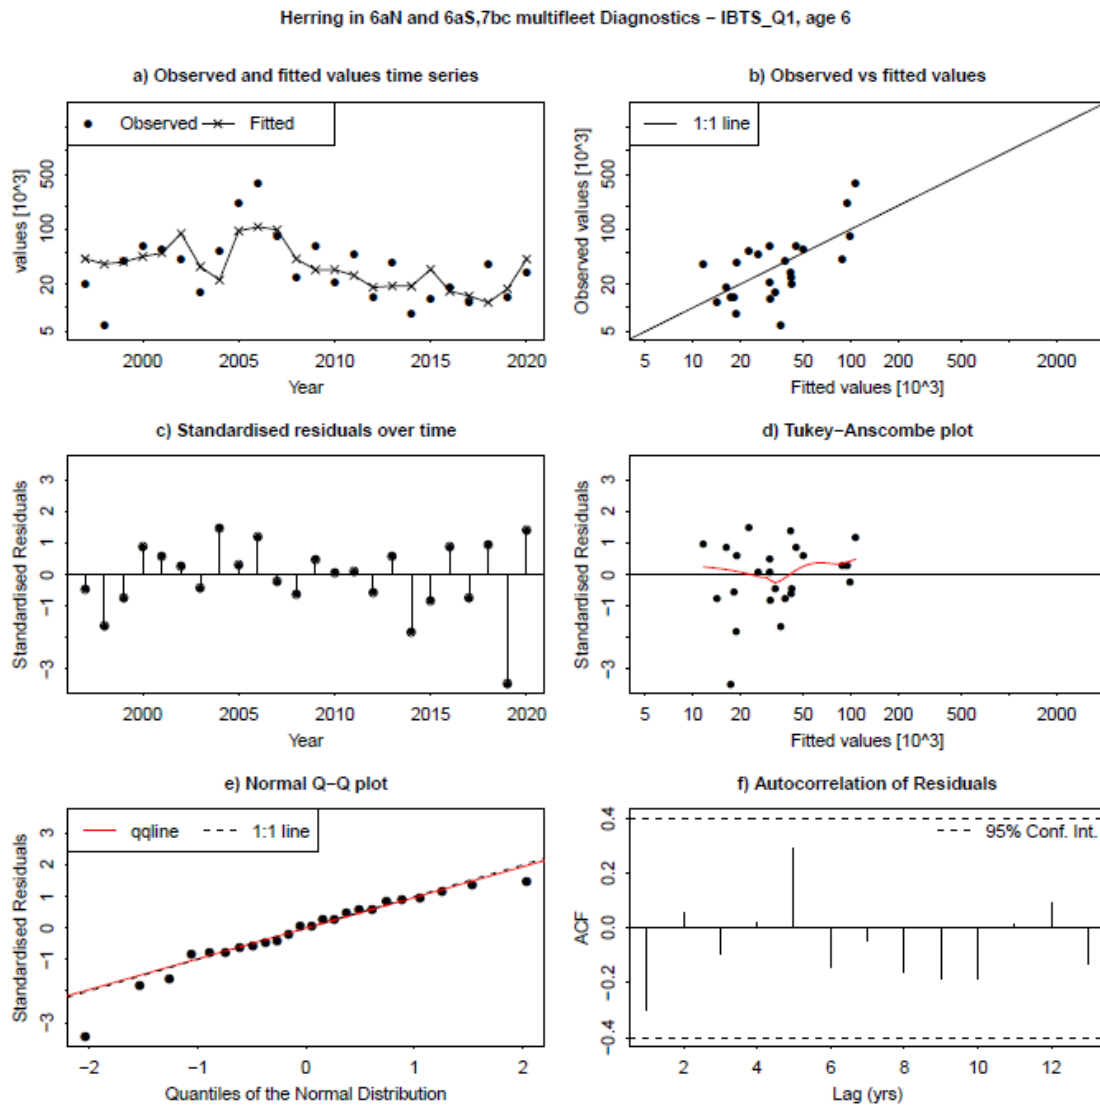 Herring in 6aN and 6aS,7bc multifleet Diagnostics − IBTS_Q1, age 6
a) Observed and fitted values time series
Observed Fitted
values [10^3]
500
100
20
5
2000 2005 2010 2015 2020
Year
b) Observed vs fitted values
1:1 line
Observed values [10^3]
500
100
20
5
5 10 20 50 100 200 500 2000
Fitted values [10^3]
c) Standardised residuals over time
Standardised Residuals
3
2
1
0
−1
−3
2000 2005 2010 2015 2020
Year
d) Tukey−Anscombe plot
Standardised Residuals
3
2
1
0
−1
−3
5 10 20 50 100 200 500 2000
Fitted values [10^3]
e) Normal Q−Q plot
qqline 1:1 line
Standardised Residuals
3
2
1
0
−1
−3
−2 −1 0 1 2
Quantiles of the Normal Distribution
f) Autocorrelation of Residuals
95% Conf. Int.
ACF
0.4
0.2
0.0
−0.2
−0.4
2 4 6 8 10 12
Lag (yrs)